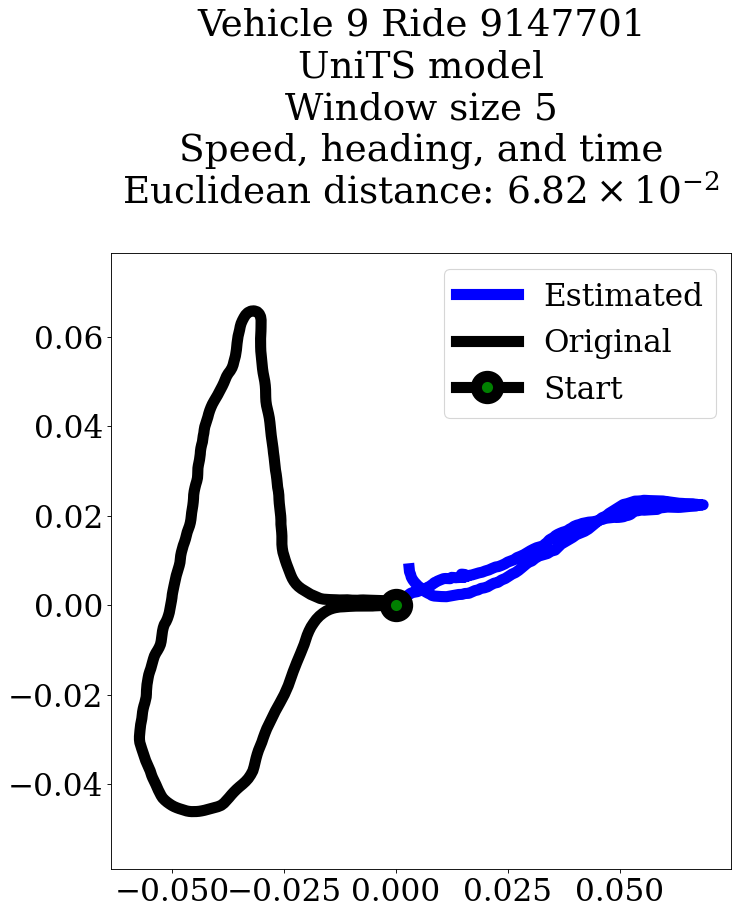 Vehicle 9 Ride 9147701
UniTS model
Window size 5
Speed, heading, and time
Euclidean distance: 6.82 × 10⁻²
Estimated
Original
Start
0.06
0.04
0.02
0.00
−0.02
−0.04
−0.050 −0.025 0.000 0.025 0.050